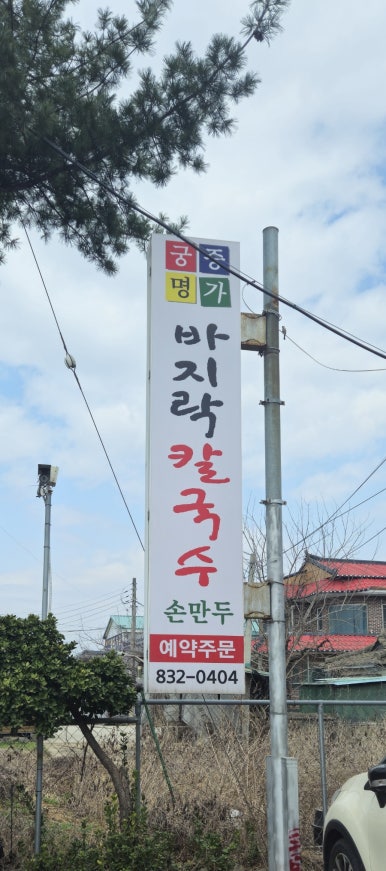 궁중
명가
바지락
칼국수
손만두
예약주문
832-0404